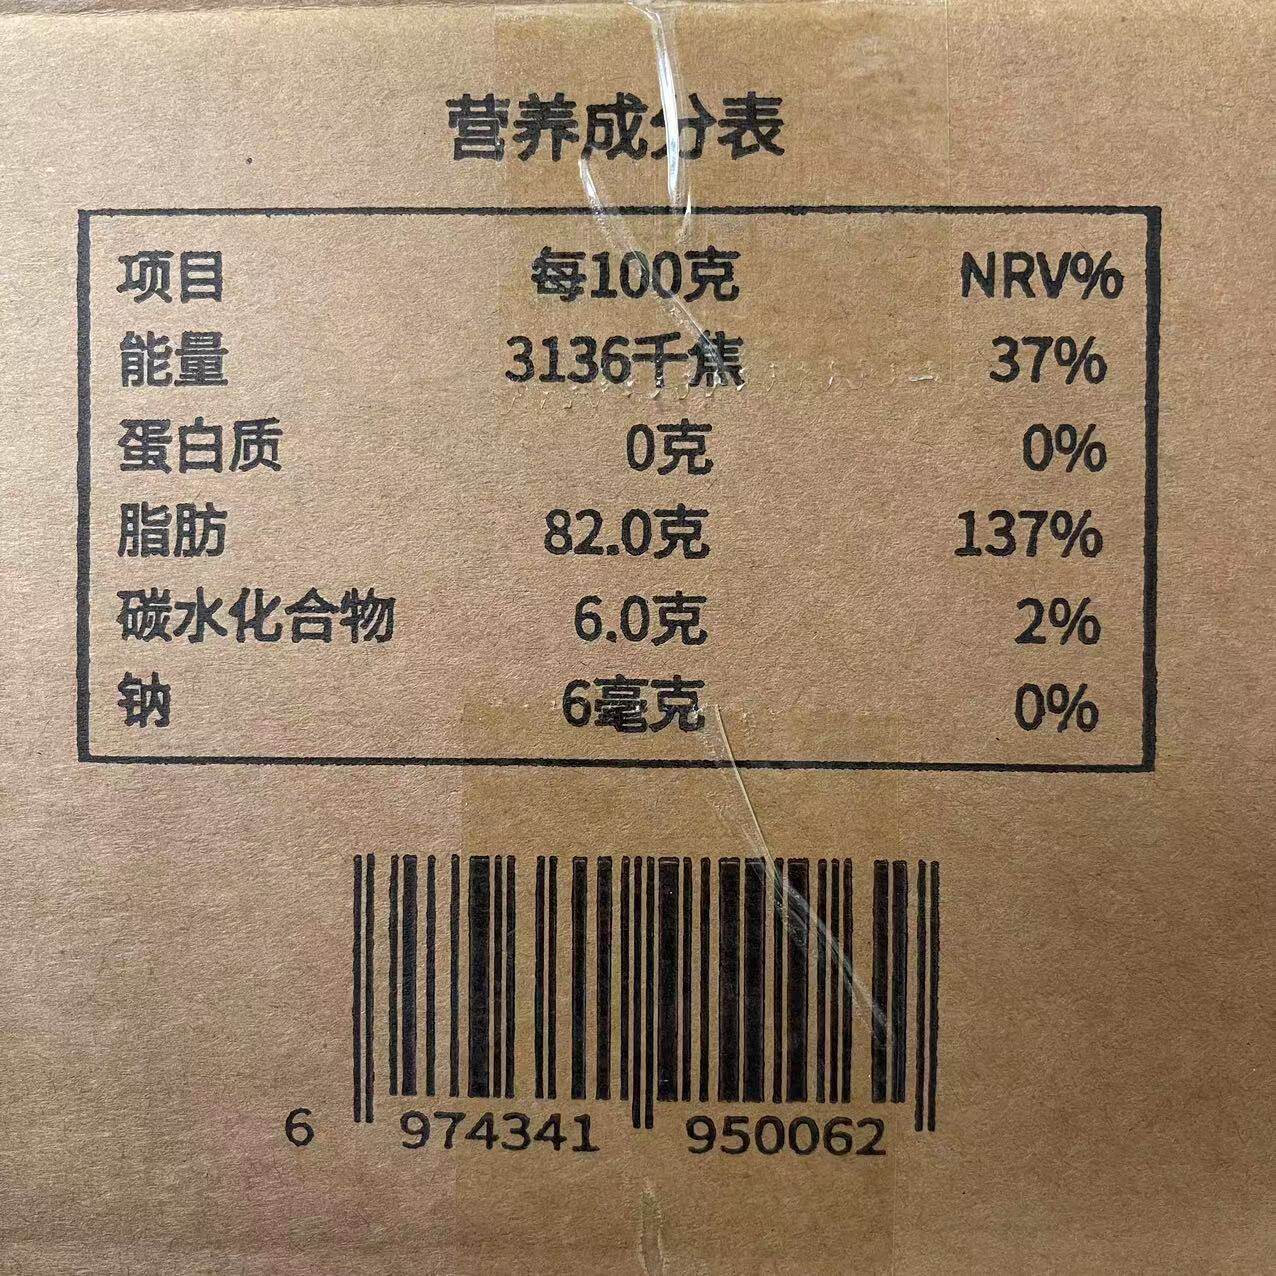 营养成分表
项目 每100克 NRV%
能量 3136千焦 37%
蛋白质 0克 0%
脂肪 82.0克 137%
碳水化合物 6.0克 2%
钠 6毫克 0%
6 974341 950062